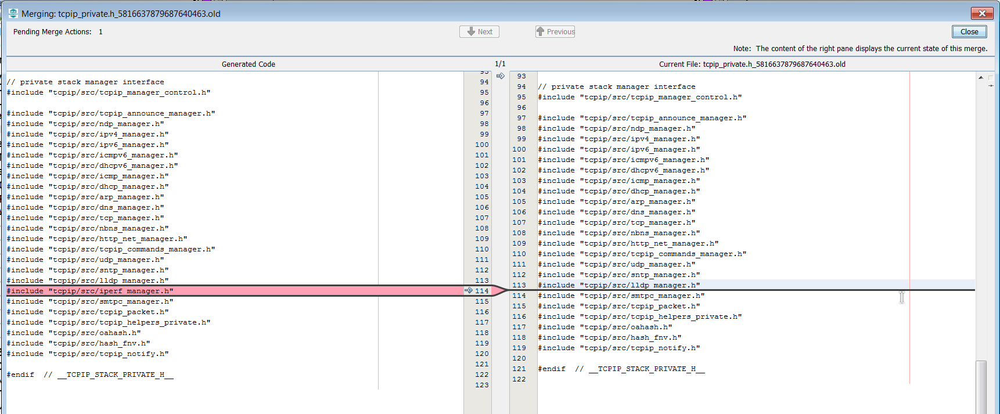 Merging: tcpip_private.h_5816637879687640463.old
Pending Merge Actions: 1
Next
Previous
Close
Note: The content of the right pane displays the current state of this merge.
Generated Code
1/1
Current File: tcpip_private.h_5816637879687640463.old
93
// private stack manager interface 94
#include "tcpip/src/tcpip_manager_control.h" 95
96
#include "tcpip/src/tcpip_announce_manager.h" 97
#include "tcpip/src/ndp_manager.h" 98
#include "tcpip/src/ipv4_manager.h" 99
#include "tcpip/src/ipv6_manager.h" 100
#include "tcpip/src/icmpv6_manager.h" 101
#include "tcpip/src/dhcpv6_manager.h" 102
#include "tcpip/src/icmp_manager.h" 103
#include "tcpip/src/dhcp_manager.h" 104
#include "tcpip/src/arp_manager.h" 105
#include "tcpip/src/dns_manager.h" 106
#include "tcpip/src/tcp_manager.h" 107
#include "tcpip/src/nbns_manager.h" 108
#include "tcpip/src/http_net_manager.h" 109
#include "tcpip/src/tcpip_commands_manager.h" 110
#include "tcpip/src/udp_manager.h" 111
#include "tcpip/src/sntp_manager.h" 112
#include "tcpip/src/lldp_manager.h" 113
#include "tcpip/src/iperf_manager.h" 114
#include "tcpip/src/smtpc_manager.h" 115
#include "tcpip/src/tcpip_packet.h" 116
#include "tcpip/src/tcpip_helpers_private.h" 117
#include "tcpip/src/oahash.h" 118
#include "tcpip/src/hash_fnv.h" 119
#include "tcpip/src/tcpip_notify.h" 120
121
#endif // __TCPIP_STACK_PRIVATE_H__ 122
123
93
94 // private stack manager interface
95 #include "tcpip/src/tcpip_manager_control.h"
96
97 #include "tcpip/src/tcpip_announce_manager.h"
98 #include "tcpip/src/ndp_manager.h"
99 #include "tcpip/src/ipv4_manager.h"
100 #include "tcpip/src/ipv6_manager.h"
101 #include "tcpip/src/icmpv6_manager.h"
102 #include "tcpip/src/dhcpv6_manager.h"
103 #include "tcpip/src/icmp_manager.h"
104 #include "tcpip/src/dhcp_manager.h"
105 #include "tcpip/src/arp_manager.h"
106 #include "tcpip/src/dns_manager.h"
107 #include "tcpip/src/tcp_manager.h"
108 #include "tcpip/src/nbns_manager.h"
109 #include "tcpip/src/http_net_manager.h"
110 #include "tcpip/src/tcpip_commands_manager.h"
111 #include "tcpip/src/udp_manager.h"
112 #include "tcpip/src/sntp_manager.h"
113 #include "tcpip/src/lldp_manager.h"
114 #include "tcpip/src/smtpc_manager.h"
115 #include "tcpip/src/tcpip_packet.h"
116 #include "tcpip/src/tcpip_helpers_private.h"
117 #include "tcpip/src/oahash.h"
118 #include "tcpip/src/hash_fnv.h"
119 #include "tcpip/src/tcpip_notify.h"
120
121 #endif // __TCPIP_STACK_PRIVATE_H__
122